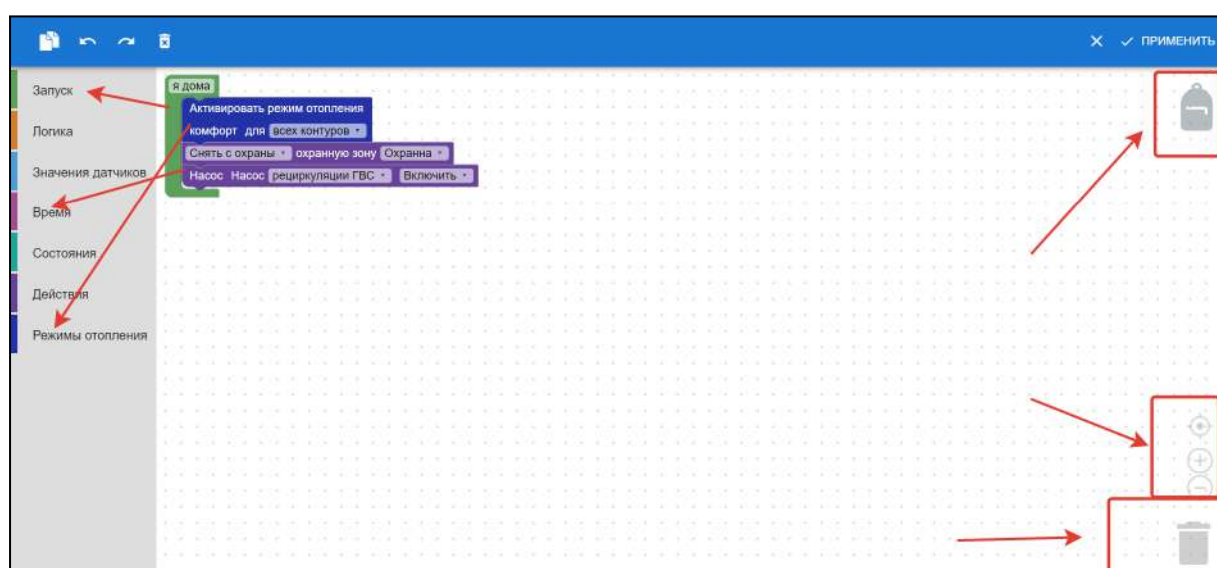 ПРИМЕНИТЬ
Запуск
Логика
Значения датчиков
Время
Состояния
Действия
Режимы отопления
я дома
Активировать режим отопления
комфорт для всех контуров
Снять с охраны охранную зону Охранна
Насос Насос рециркуляции ГВС Включить